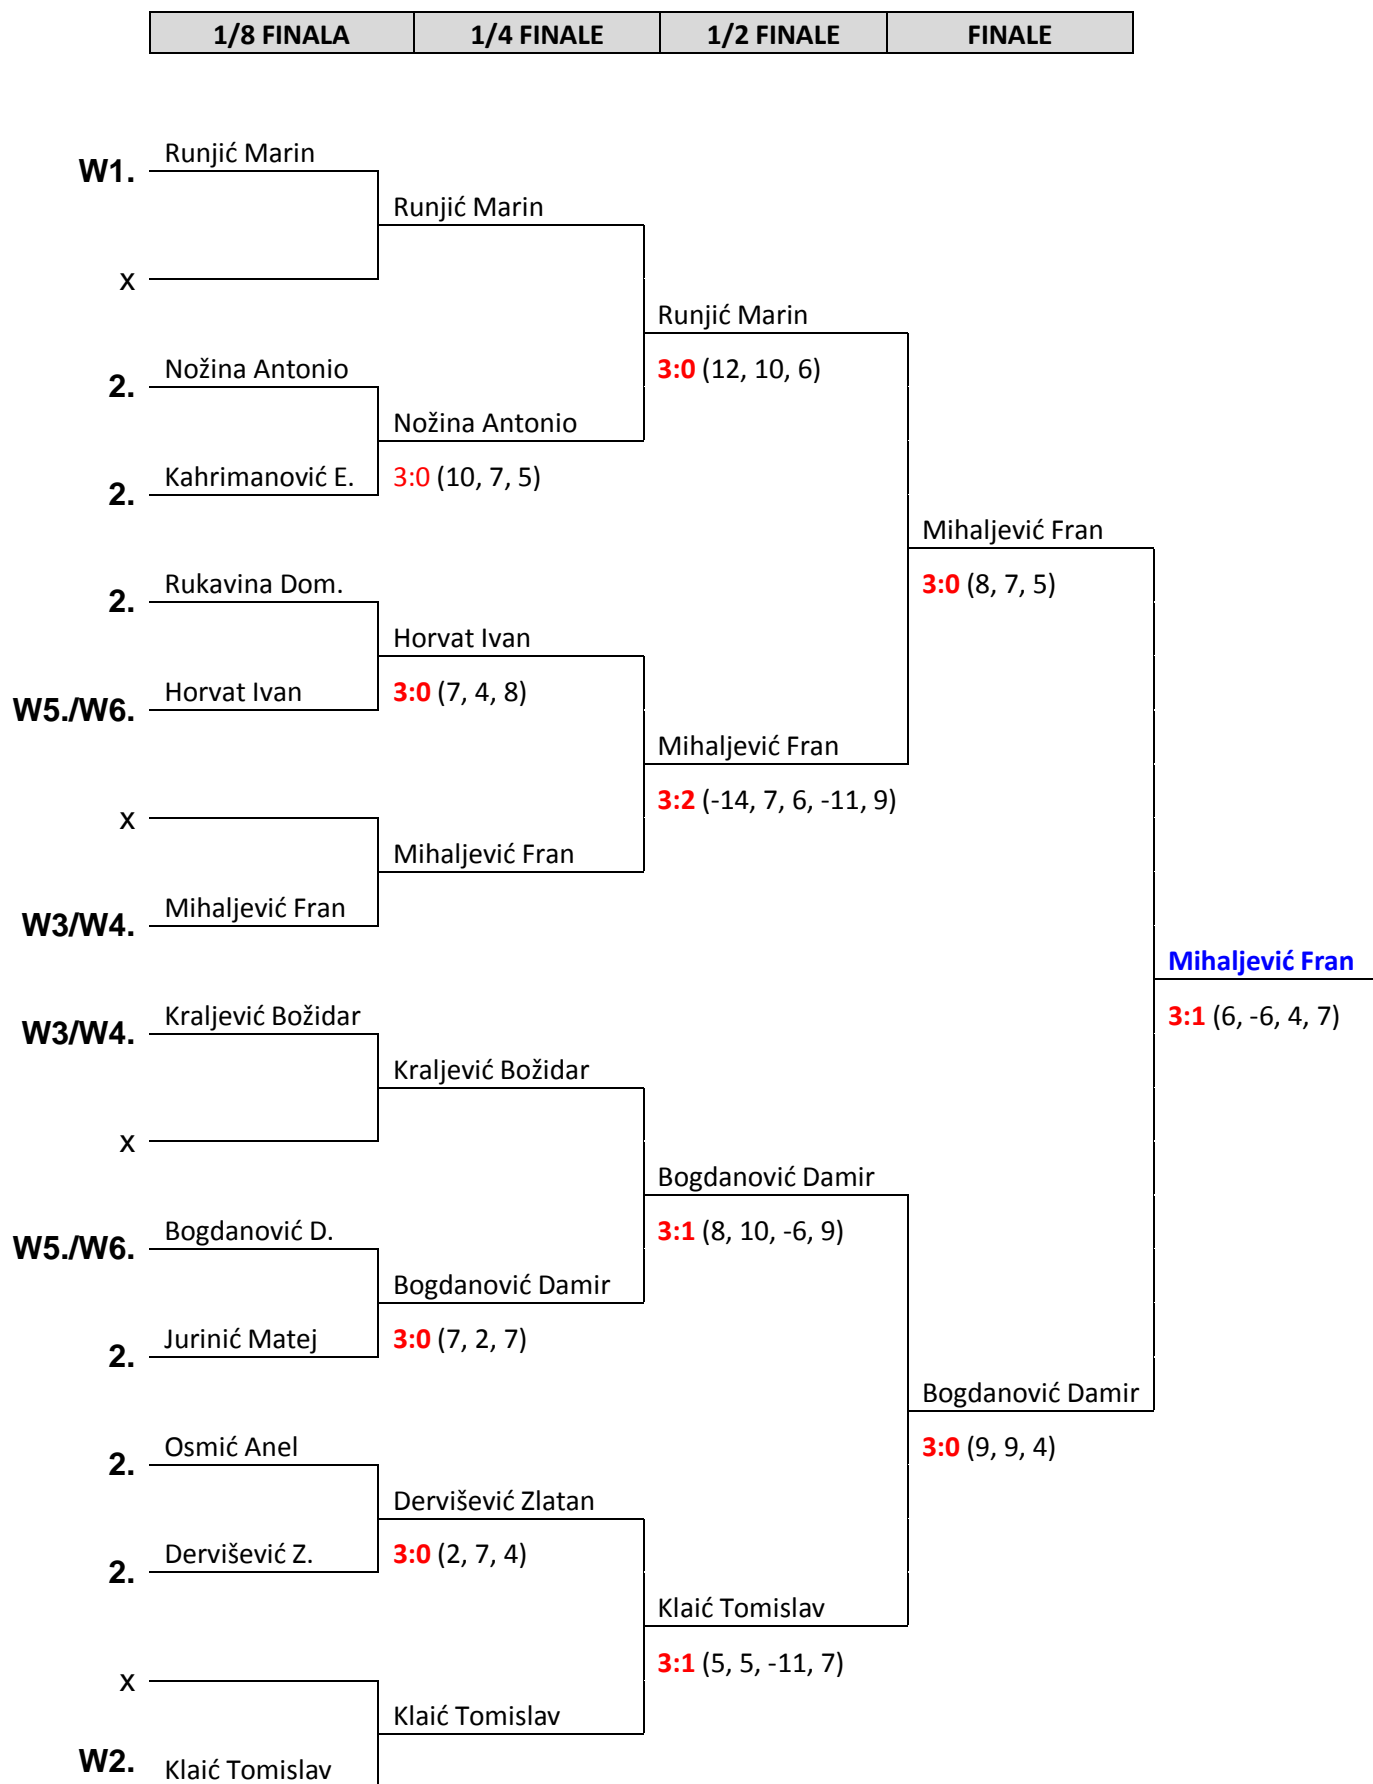 1/8 FINALA 1/4 FINALE 1/2 FINALE FINALE
W1. Runjić Marin
Runjić Marin
x
Runjić Marin
2. Nožina Antonio 3:0 (12, 10, 6)
Nožina Antonio
2. Kahrimanović E. 3:0 (10, 7, 5)
Mihaljević Fran
2. Rukavina Dom. 3:0 (8, 7, 5)
Horvat Ivan
W5./W6. Horvat Ivan 3:0 (7, 4, 8)
Mihaljević Fran
x 3:2 (-14, 7, 6, -11, 9)
Mihaljević Fran
W3/W4. Mihaljević Fran
Mihaljević Fran
W3/W4. Kraljević Božidar 3:1 (6, -6, 4, 7)
Kraljević Božidar
x
Bogdanović Damir
W5./W6. Bogdanović D. 3:1 (8, 10, -6, 9)
Bogdanović Damir
2. Jurinić Matej 3:0 (7, 2, 7)
Bogdanović Damir
2. Osmić Anel 3:0 (9, 9, 4)
Dervišević Zlatan
2. Dervišević Z. 3:0 (2, 7, 4)
Klaić Tomislav
x 3:1 (5, 5, -11, 7)
Klaić Tomislav
W2. Klaić Tomislav